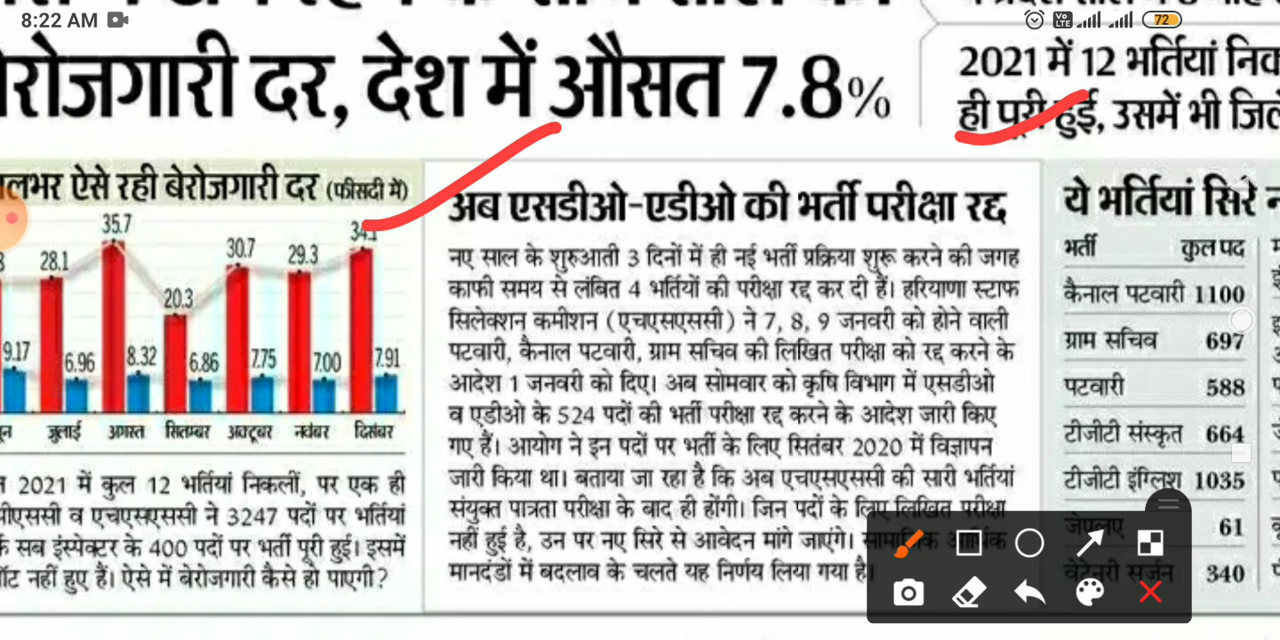 8:22 AM
72
बेरोजगारी दर, देश में औसत 7.8%
2021 में 12 भर्तियां
ही पूरी हुई, उसमें भी
ऐसे रही बेरोजगारी दर (फीसदी में)
28.1
35.7
20.3
30.7
29.3
34.1
9.17
6.96
8.32
6.86
7.75
7.00
7.91
जुलाई अगस्त सितम्बर अक्टूबर नवंबर दिसंबर
2021 में कुल 12 भर्तियां निकलीं, पर एक ही
व एचएसएससी ने 3247 पदों पर भर्तियां
सब इंस्पेक्टर के 400 पदों पर भर्ती पूरी हुई। इसमें
नहीं हुए हैं। ऐसे में बेरोजगारी कैसे हो पाएगी?
अब एसडीओ-एडीओ की भर्ती परीक्षा रद्द
नए साल के शुरुआती 3 दिनों में ही नई भर्ती प्रक्रिया शुरू करने की जगह
काफी समय से लंबित 4 भर्तियों की परीक्षा रद्द कर दी हैं। हरियाणा स्टाफ
सिलेक्शन कमीशन (एचएसएससी) ने 7, 8, 9 जनवरी को होने वाली
पटवारी, कैनाल पटवारी, ग्राम सचिव की लिखित परीक्षा को रद्द करने के
आदेश 1 जनवरी को दिए। अब सोमवार को कृषि विभाग में एसडीओ
व एडीओ के 524 पदों की भर्ती परीक्षा रद्द करने के आदेश जारी किए
गए हैं। आयोग ने इन पदों पर भर्ती के लिए सितंबर 2020 में विज्ञापन
जारी किया था। बताया जा रहा है कि अब एचएसएससी की सारी भर्तियां
संयुक्त पात्रता परीक्षा के बाद ही होंगी। जिन पदों के लिए लिखित परीक्षा
नहीं हुई है, उन पर नए सिरे से आवेदन मांगे जाएंगे। सामाजिक आर्थिक
मानदंडों में बदलाव के चलते यह निर्णय लिया गया है।
ये भर्तियां सिरे
भर्ती कुल पद
कैनाल पटवारी 1100
ग्राम सचिव 697
पटवारी 588
टीजीटी संस्कृत 664
टीजीटी इंग्लिश 1035
जेएलए 61
वेटेनरी सर्जन 340